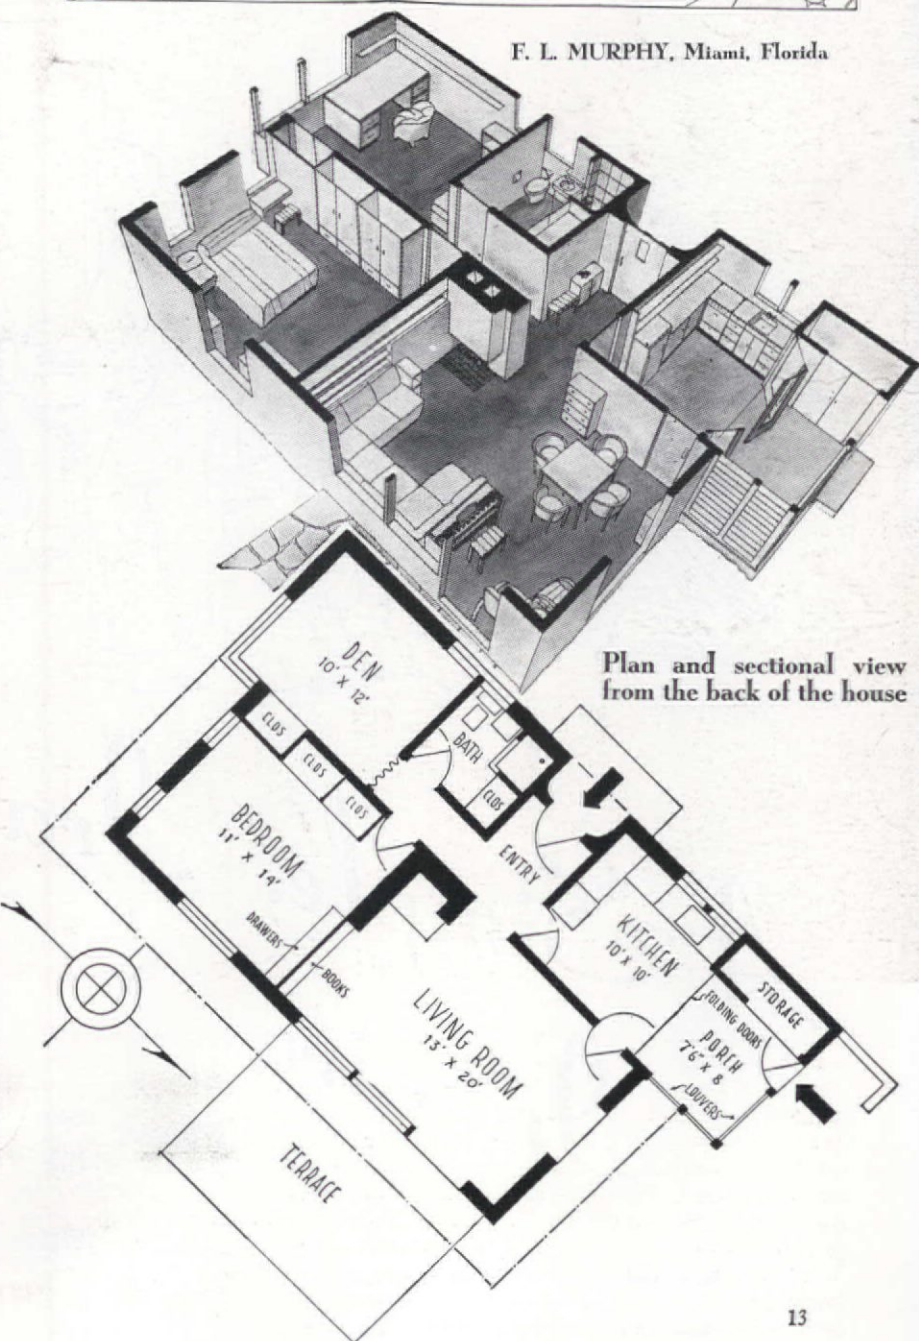 F. L. MURPHY, Miami, Florida
Plan and sectional view
from the back of the house
DEN
10' X 12'
BATH
CLOS
CLOS
CLOS
CLOS
BEDROOM
11' X 14'
ENTRY
DRAWERS
BOOKS
KITCHEN
10' X 10'
STORAGE
FOLDING DOORS
PORCH
7'6" X 8
LOUVERS
LIVING ROOM
13' X 20'
TERRACE
13